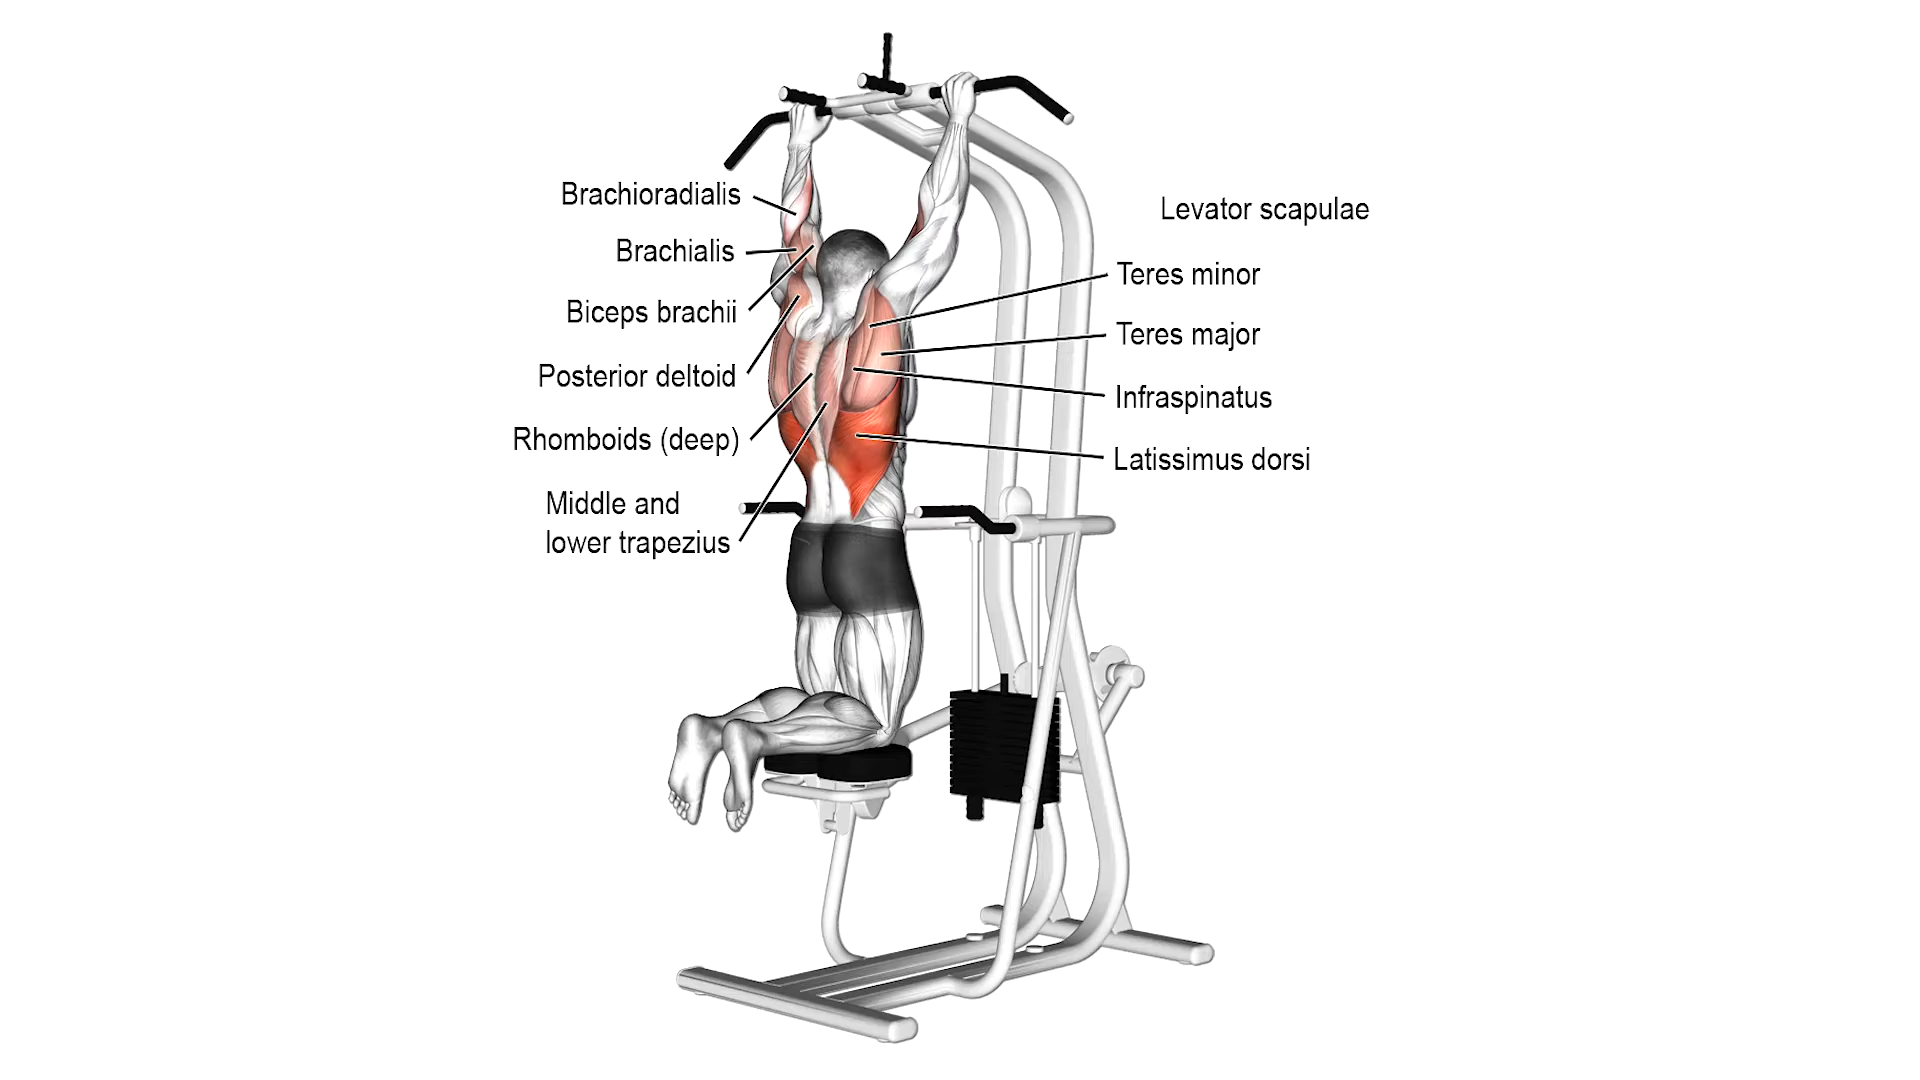 Brachioradialis
Brachialis
Biceps brachii
Posterior deltoid
Rhomboids (deep)
Middle and
lower trapezius
Levator scapulae
Teres minor
Teres major
Infraspinatus
Latissimus dorsi